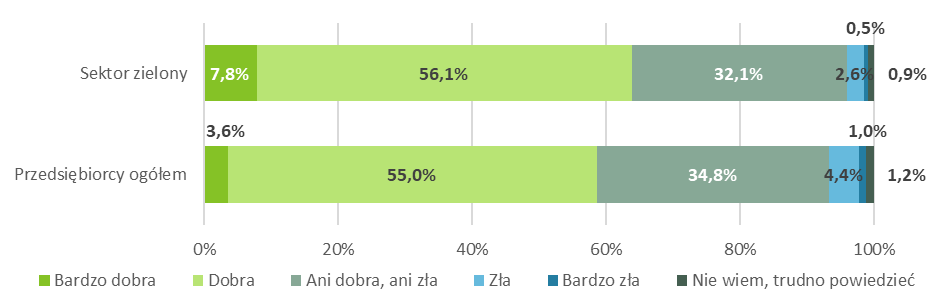 0,5%
Sektor zielony 7,8% 56,1% 32,1% 2,6% 0,9%
3,6% 1,0%
Przedsiębiorcy ogółem 55,0% 34,8% 4,4% 1,2%
0% 20% 40% 60% 80% 100%
Bardzo dobra Dobra Ani dobra, ani zła Zła Bardzo zła Nie wiem, trudno powiedzieć